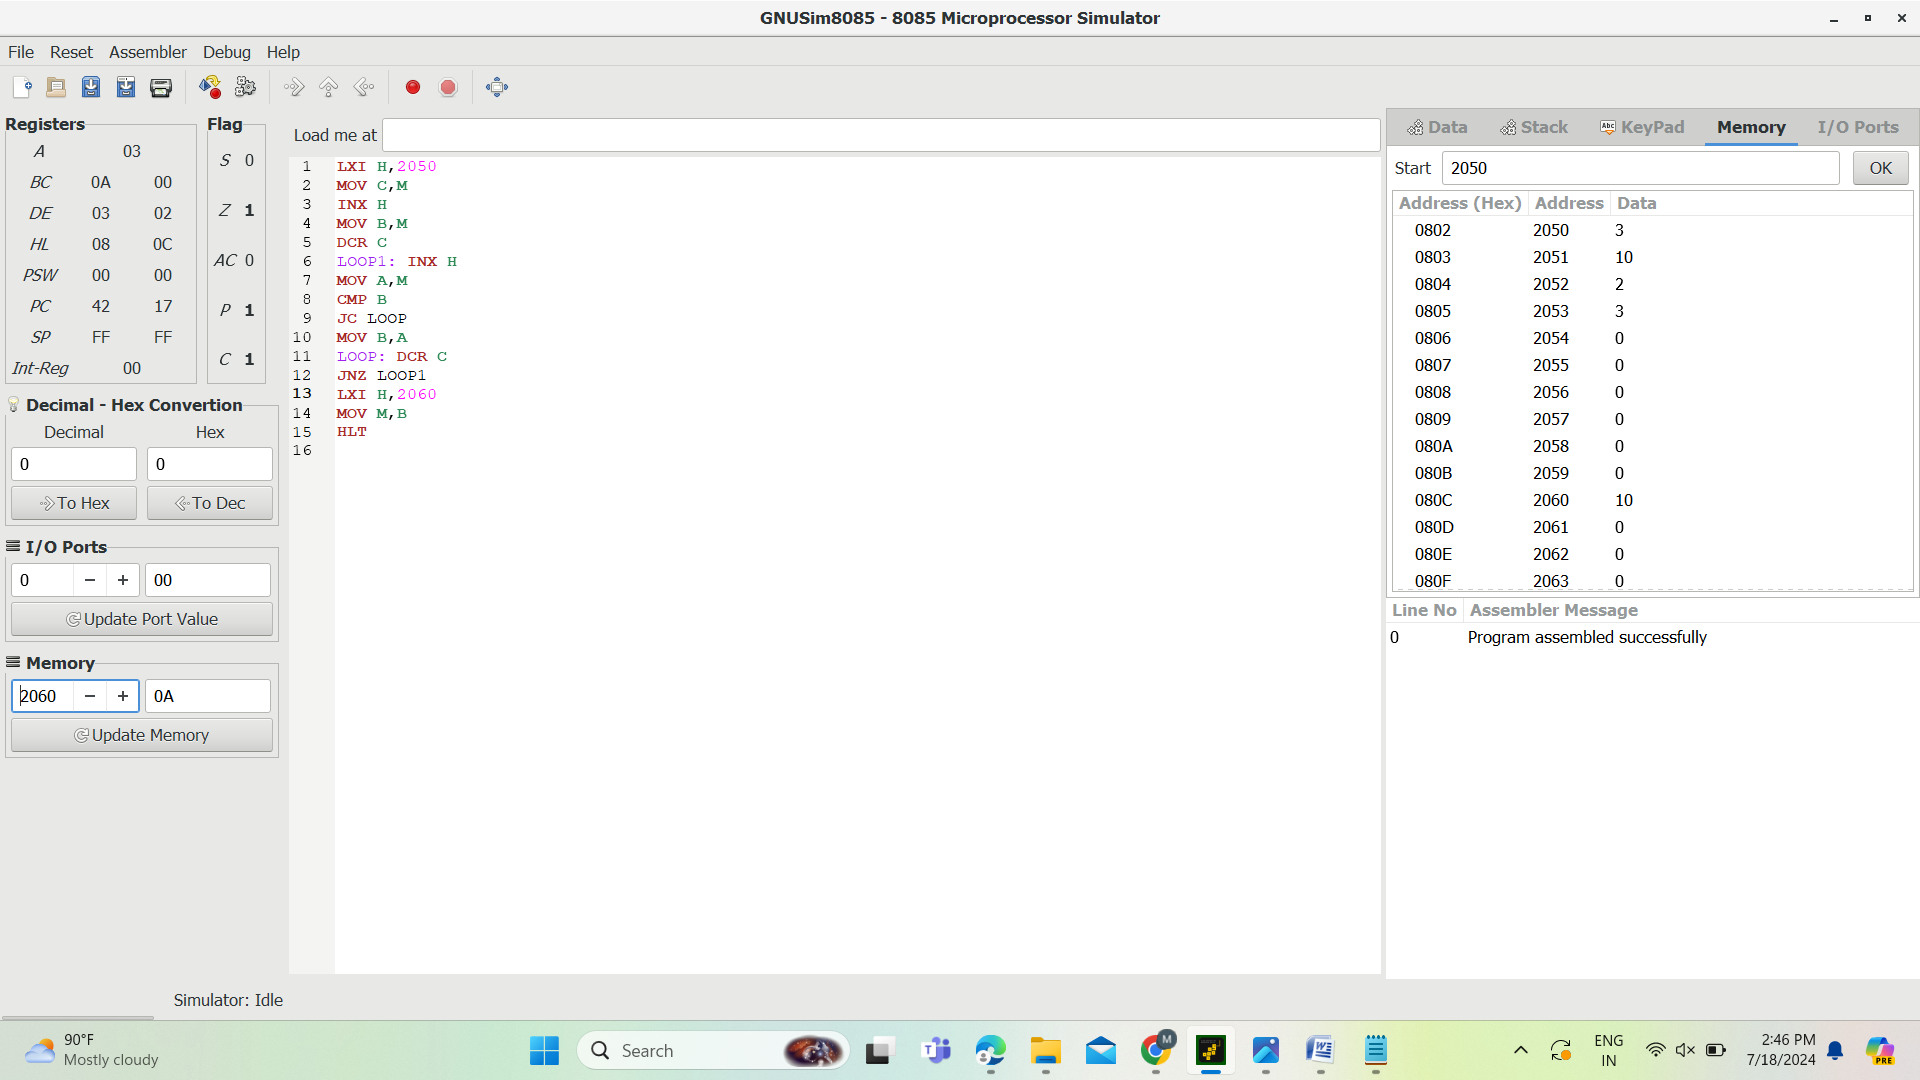 GNUSim8085 - 8085 Microprocessor Simulator
File Reset Assembler Debug Help
Registers
A 03
BC 0A 00
DE 03 02
HL 08 0C
PSW 00 00
PC 42 17
SP FF FF
Int-Reg 00
Flag
S 0
Z 1
AC 0
P 1
C 1
Decimal - Hex Convertion
Decimal Hex
0 0
To Hex To Dec
I/O Ports
0 − + 00
Update Port Value
Memory
2060 − + 0A
Update Memory
Load me at
1 LXI H,2050
2 MOV C,M
3 INX H
4 MOV B,M
5 DCR C
6 LOOP1: INX H
7 MOV A,M
8 CMP B
9 JC LOOP
10 MOV B,A
11 LOOP: DCR C
12 JNZ LOOP1
13 LXI H,2060
14 MOV M,B
15 HLT
16
Data Stack Abc KeyPad Memory I/O Ports
Start 2050 OK
Address (Hex) Address Data
0802 2050 3
0803 2051 10
0804 2052 2
0805 2053 3
0806 2054 0
0807 2055 0
0808 2056 0
0809 2057 0
080A 2058 0
080B 2059 0
080C 2060 10
080D 2061 0
080E 2062 0
080F 2063 0
Line No Assembler Message
0 Program assembled successfully
Simulator: Idle
90°F
Mostly cloudy
Search
M
ENG
IN
2:46 PM
7/18/2024
PRE